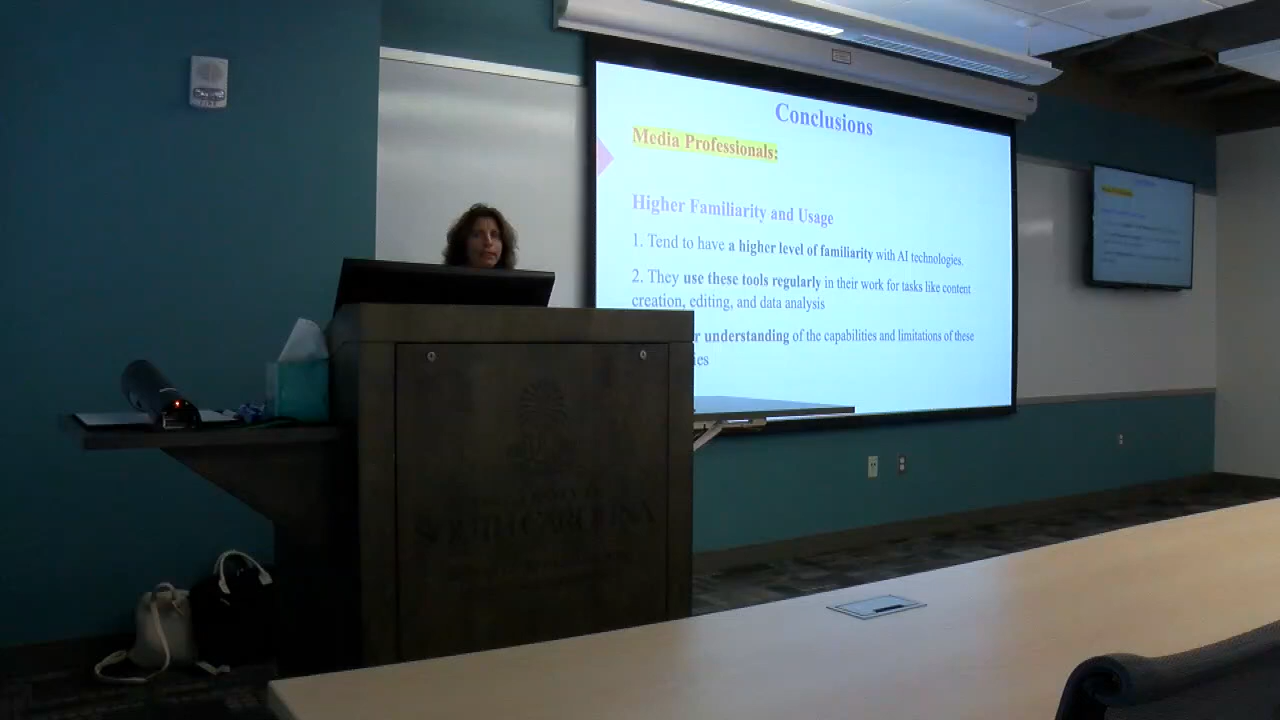 Conclusions
Media Professionals:
Higher Familiarity and Usage
1. Tend to have a higher level of familiarity with AI technologies.
2. They use these tools regularly in their work for tasks like content
creation, editing, and data analysis
understanding of the capabilities and limitations of these
SOUTH CAROLINA